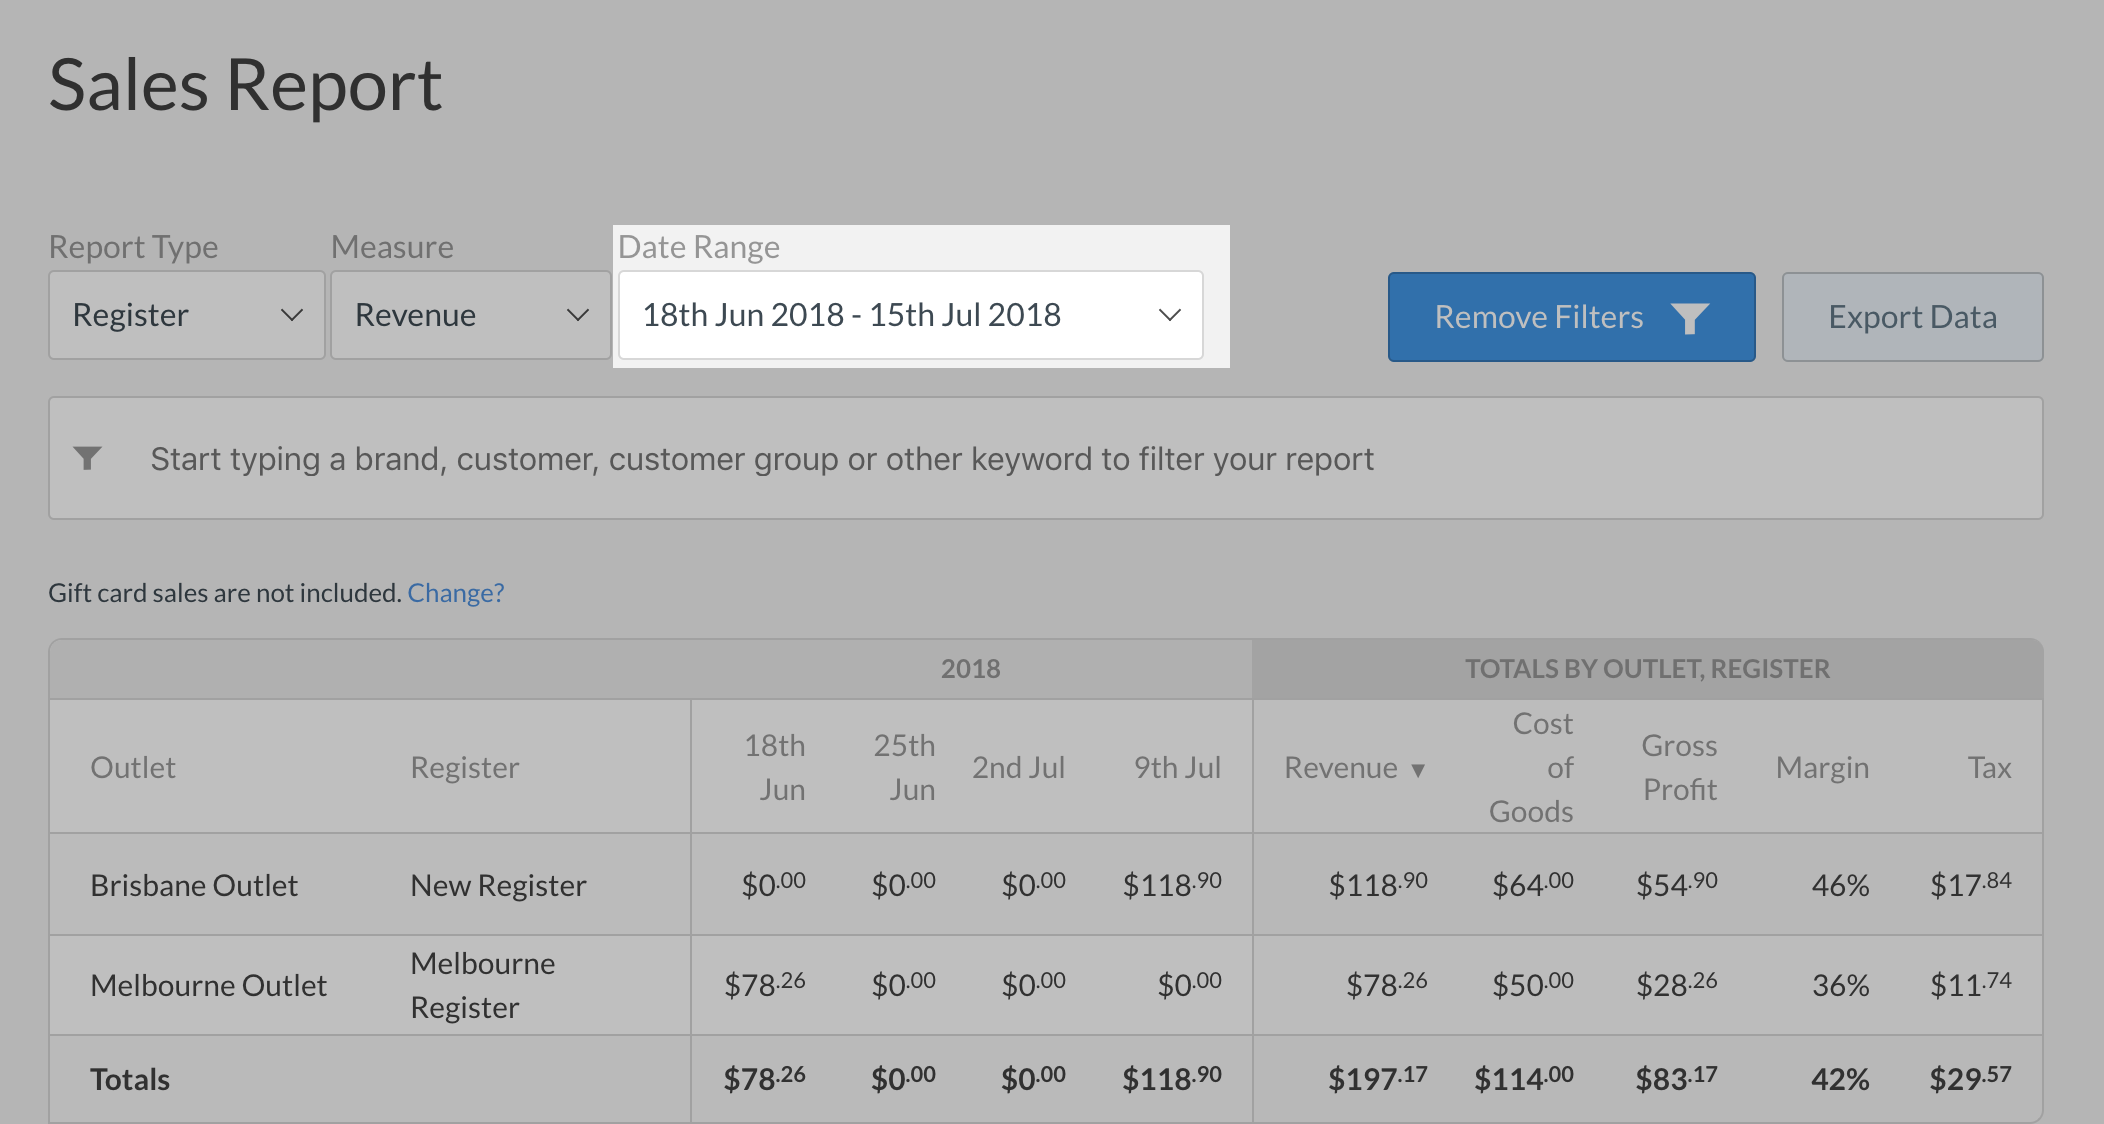 Sales Report
Report Type Measure Date Range
Register Revenue 18th Jun 2018 - 15th Jul 2018 Remove Filters Export Data
Start typing a brand, customer, customer group or other keyword to filter your report
Gift card sales are not included. Change?
2018 TOTALS BY OUTLET, REGISTER
Outlet Register 18th Jun 25th Jun 2nd Jul 9th Jul Revenue ▼ Cost of Goods Gross Profit Margin Tax
Brisbane Outlet New Register $0.00 $0.00 $0.00 $118.90 $118.90 $64.00 $54.90 46% $17.84
Melbourne Outlet Melbourne Register $78.26 $0.00 $0.00 $0.00 $78.26 $50.00 $28.26 36% $11.74
Totals $78.26 $0.00 $0.00 $118.90 $197.17 $114.00 $83.17 42% $29.57